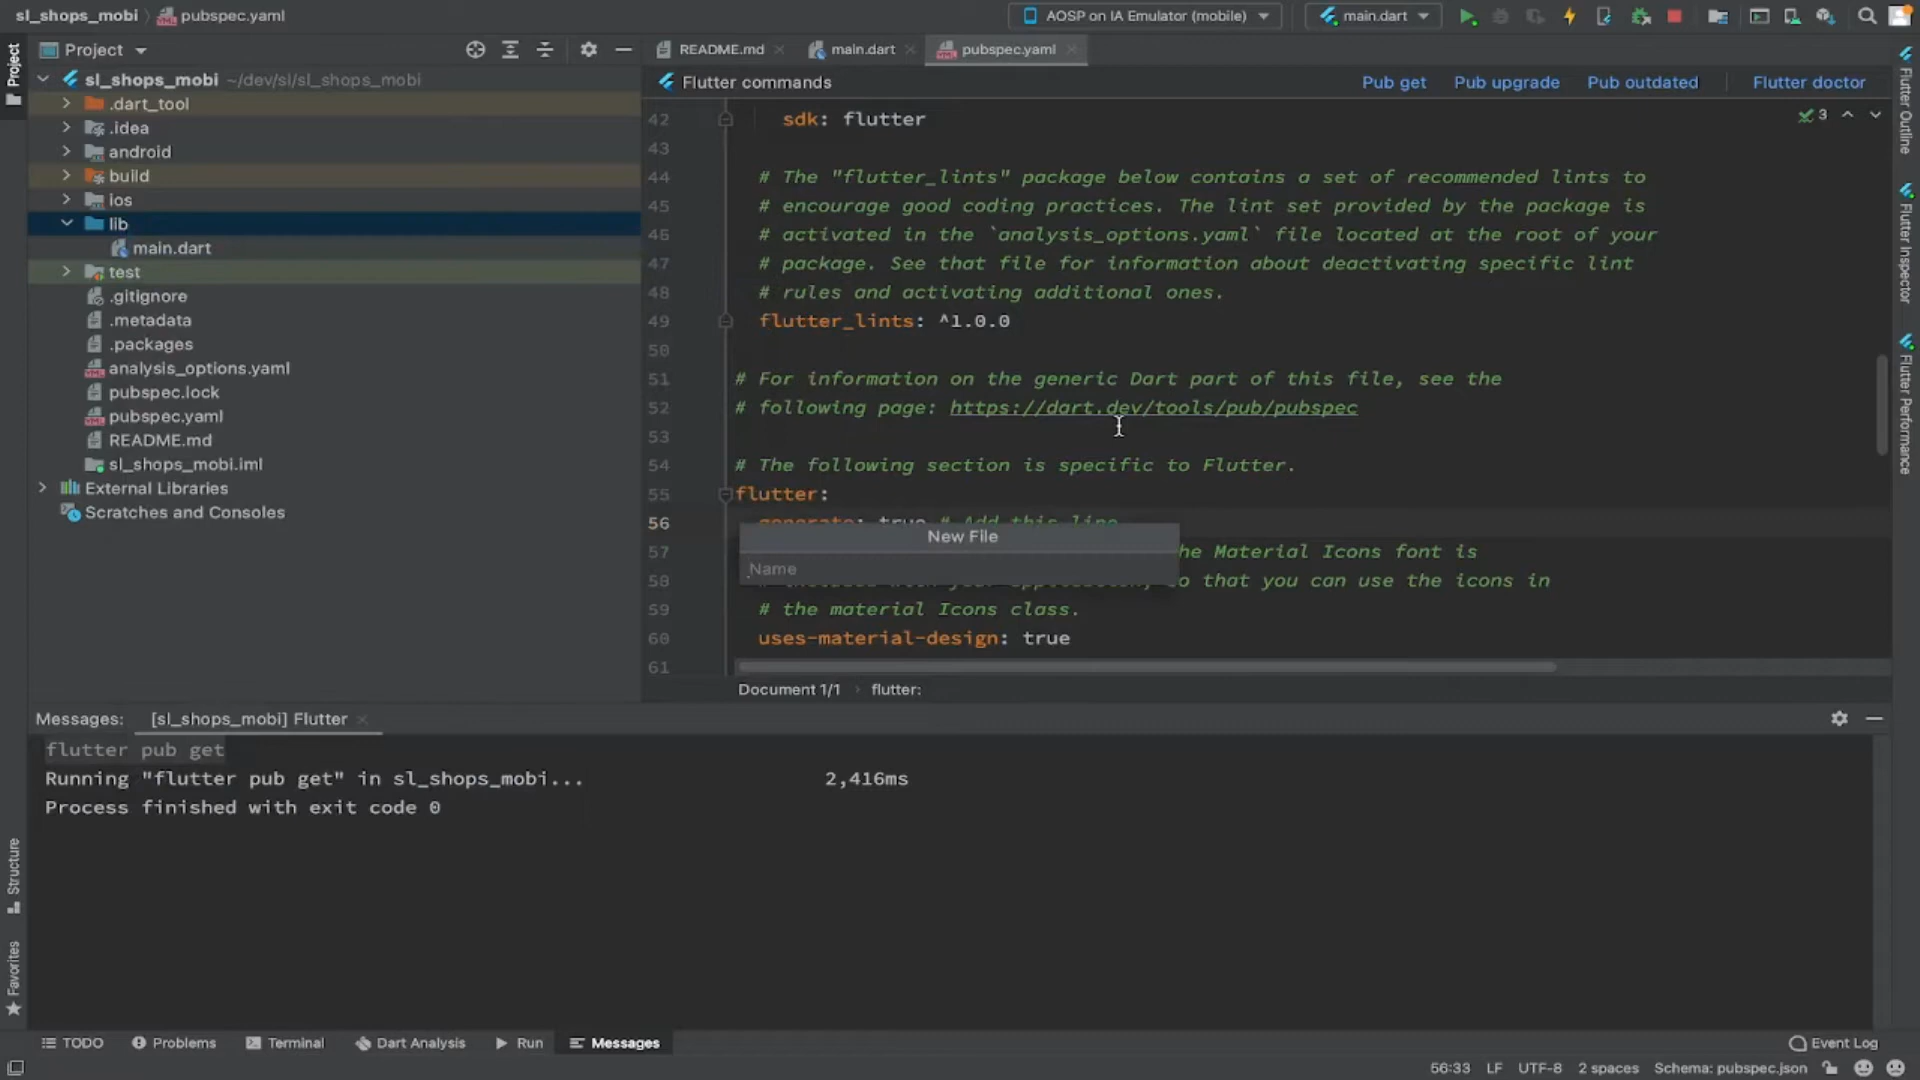 sl_shops_mobi
pubspec.yaml
AOSP on IA Emulator (mobile)
main.dart
Project
Project
README.md
main.dart
pubspec.yaml
sl_shops_mobi ~/dev/sl/sl_shops_mobi
.dart_tool
.idea
android
build
ios
lib
main.dart
test
.gitignore
.metadata
.packages
analysis_options.yaml
pubspec.lock
pubspec.yaml
README.md
sl_shops_mobi.iml
External Libraries
Scratches and Consoles
Flutter commands
Pub get
Pub upgrade
Pub outdated
Flutter doctor
3
42 sdk: flutter
43
44 # The "flutter_lints" package below contains a set of recommended lints to
45 # encourage good coding practices. The lint set provided by the package is
46 # activated in the `analysis_options.yaml` file located at the root of your
47 # package. See that file for information about deactivating specific lint
48 # rules and activating additional ones.
49 flutter_lints: ^1.0.0
50
51 # For information on the generic Dart part of this file, see the
52 # following page: https://dart.dev/tools/pub/pubspec
53
54 # The following section is specific to Flutter.
55 flutter:
56 generate: true # Add this line
New File
Name
57 the Material Icons font is
58 so that you can use the icons in
59 # the material Icons class.
60 uses-material-design: true
61
Document 1/1
flutter:
Flutter Outline
Flutter Inspector
Flutter Performance
Messages:
[sl_shops_mobi] Flutter
flutter pub get
Running "flutter pub get" in sl_shops_mobi... 2,416ms
Process finished with exit code 0
Structure
Favorites
TODO
Problems
Terminal
Dart Analysis
Run
Messages
Event Log
56:33
LF
UTF-8
2 spaces
Schema: pubspec.json